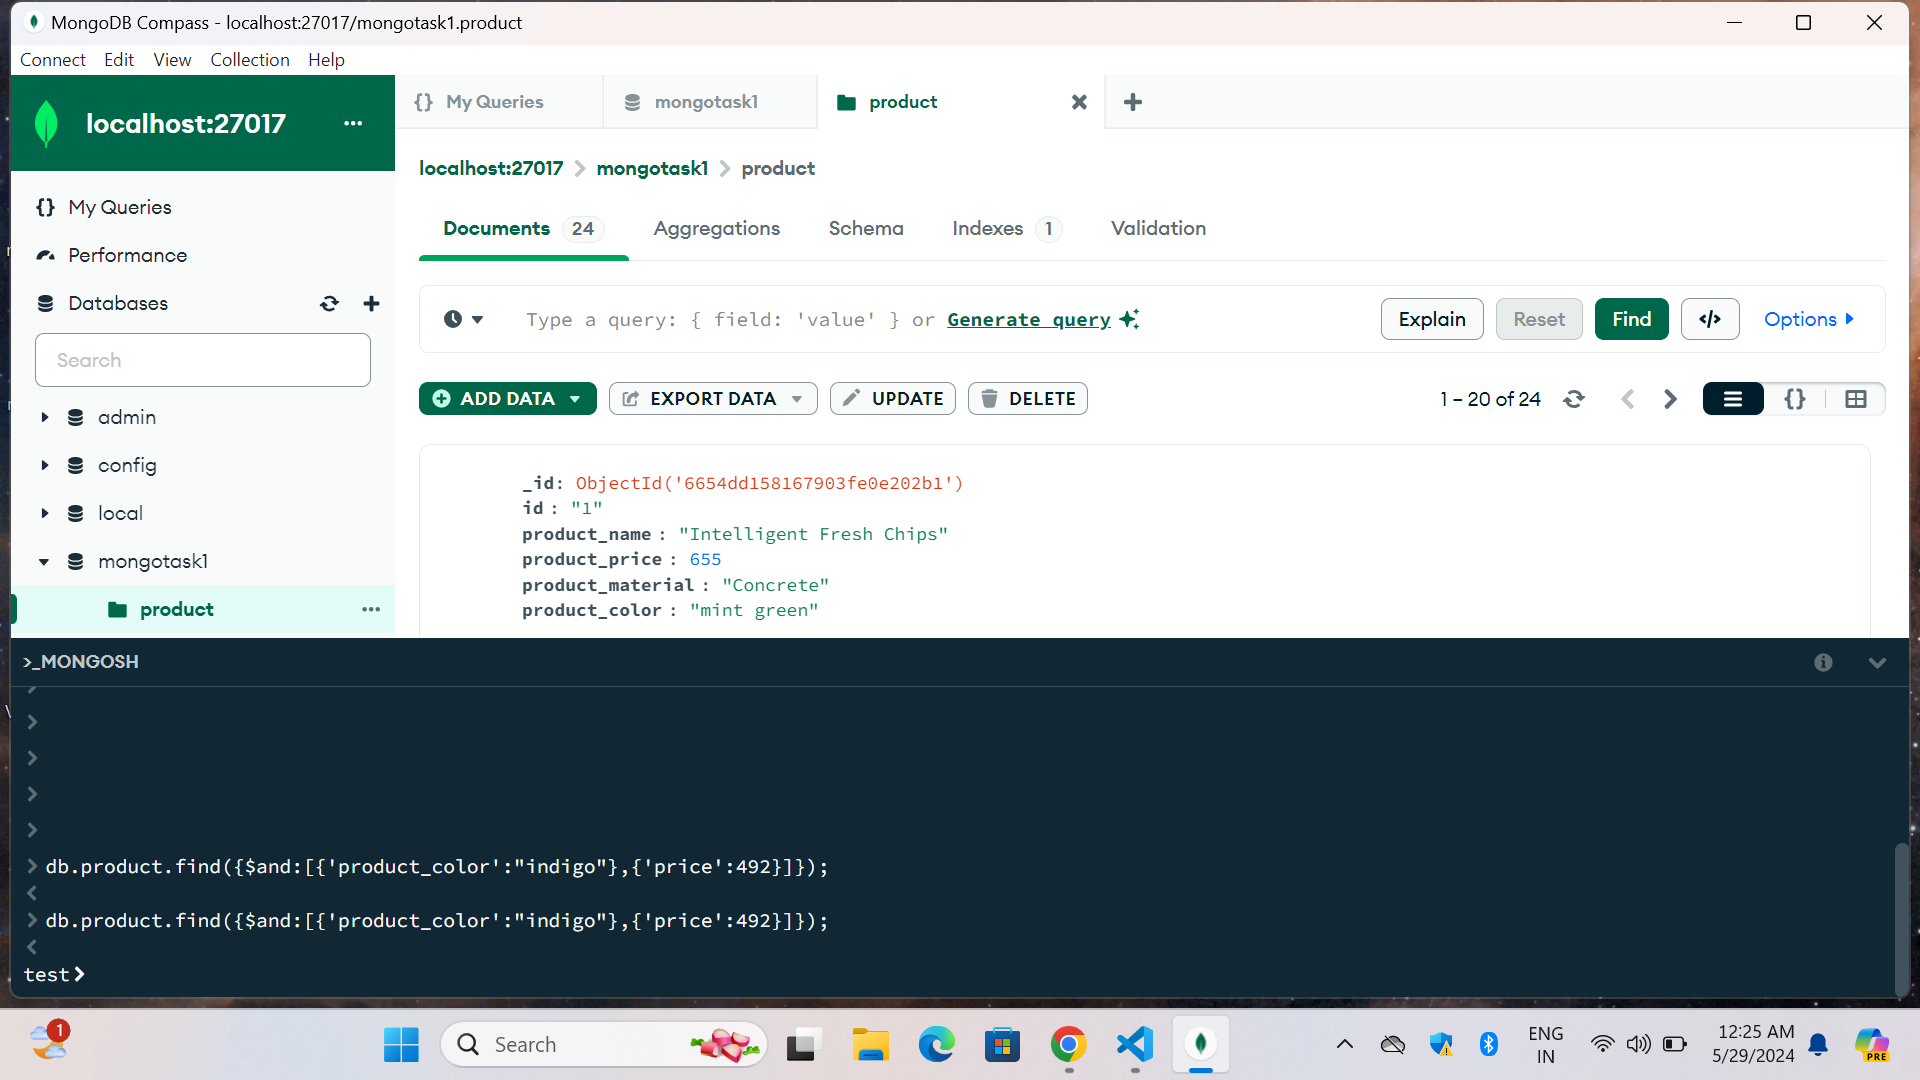 MongoDB Compass - localhost:27017/mongotask1.product
Connect Edit View Collection Help
localhost:27017 ...
{} My Queries
mongotask1
product
localhost:27017 > mongotask1 > product
My Queries
Performance
Databases
Search
admin
config
local
mongotask1
product
Documents 24 Aggregations Schema Indexes 1 Validation
Type a query: { field: 'value' } or Generate query
Explain Reset Find </> Options
ADD DATA EXPORT DATA UPDATE DELETE
1 – 20 of 24
{}
_id: ObjectId('6654dd158167903fe0e202b1')
id : "1"
product_name : "Intelligent Fresh Chips"
product_price : 655
product_material : "Concrete"
product_color : "mint green"
>_MONGOSH
>
>
>
>
> db.product.find({$and:[{'product_color':"indigo"},{'price':492}]});
<
> db.product.find({$and:[{'product_color':"indigo"},{'price':492}]});
<
test>
1
Search
ENG
IN
12:25 AM
5/29/2024
PRE